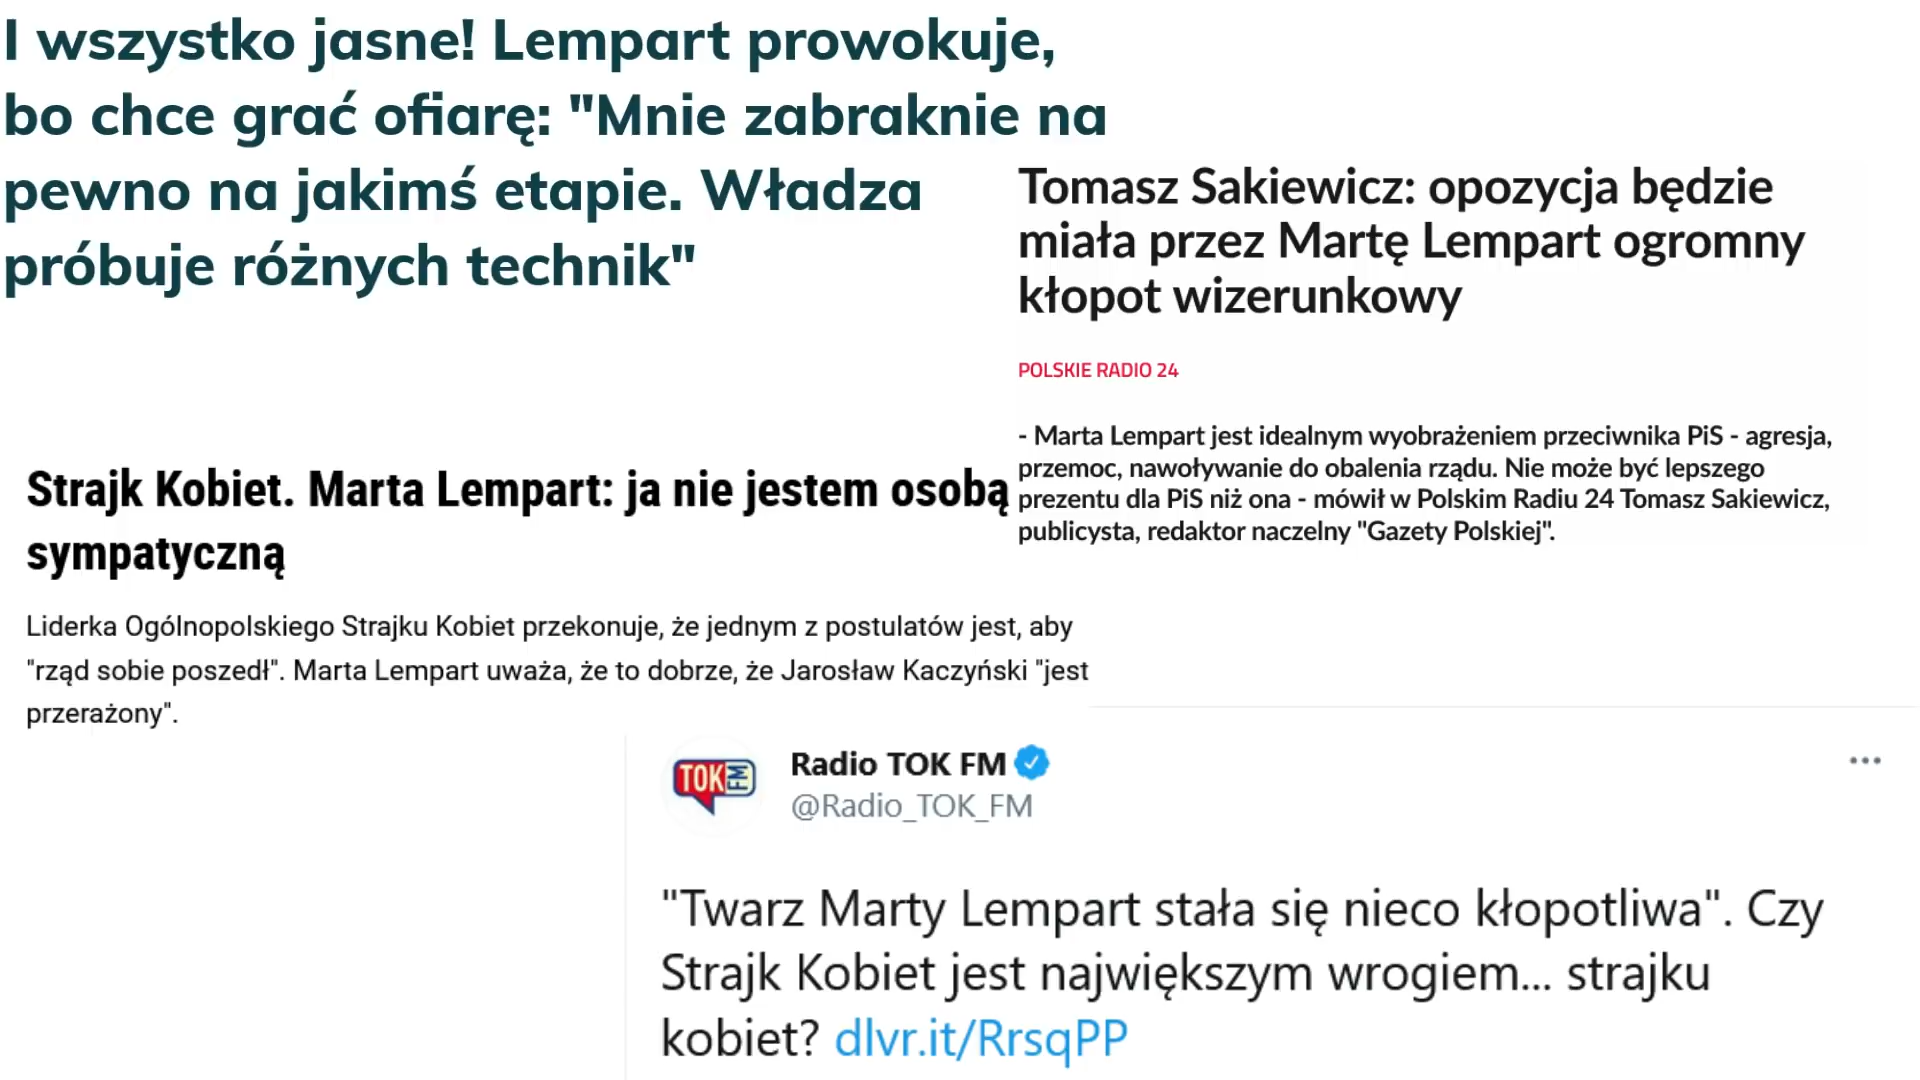 I wszystko jasne! Lempart prowokuje,
bo chce grać ofiarę: "Mnie zabraknie na
pewno na jakimś etapie. Władza
próbuje różnych technik"
Tomasz Sakiewicz: opozycja będzie
miała przez Martę Lempart ogromny
kłopot wizerunkowy
POLSKIE RADIO 24
- Marta Lempart jest idealnym wyobrażeniem przeciwnika PiS - agresja,
przemoc, nawoływanie do obalenia rządu. Nie może być lepszego
prezentu dla PiS niż ona - mówił w Polskim Radiu 24 Tomasz Sakiewicz,
publicysta, redaktor naczelny "Gazety Polskiej".
Strajk Kobiet. Marta Lempart: ja nie jestem osobą
sympatyczną
Liderka Ogólnopolskiego Strajku Kobiet przekonuje, że jednym z postulatów jest, aby
"rząd sobie poszedł". Marta Lempart uważa, że to dobrze, że Jarosław Kaczyński "jest
przerażony".
TOK FM
Radio TOK FM
@Radio_TOK_FM
"Twarz Marty Lempart stała się nieco kłopotliwa". Czy
Strajk Kobiet jest największym wrogiem... strajku
kobiet? dlvr.it/RrsqPP